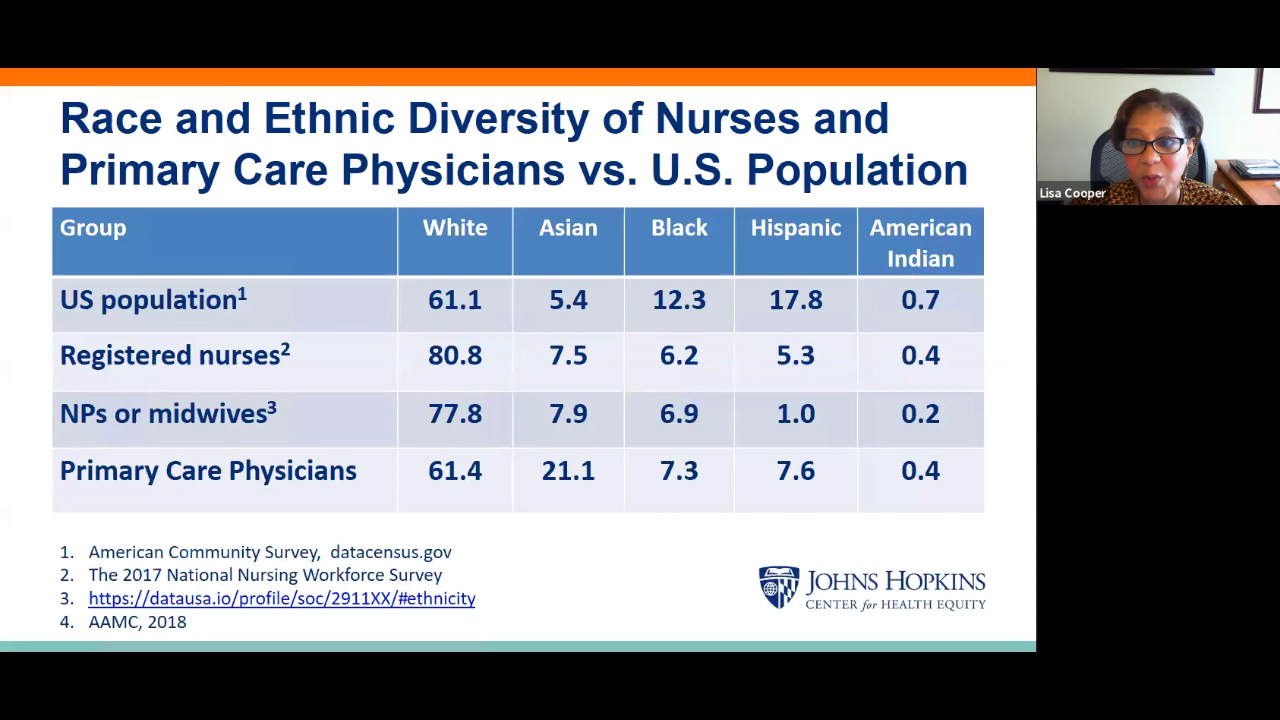 Race and Ethnic Diversity of Nurses and
Primary Care Physicians vs. U.S. Population
Group White Asian Black Hispanic American Indian
US population¹ 61.1 5.4 12.3 17.8 0.7
Registered nurses² 80.8 7.5 6.2 5.3 0.4
NPs or midwives³ 77.8 7.9 6.9 1.0 0.2
Primary Care Physicians 61.4 21.1 7.3 7.6 0.4
1. American Community Survey, datacensus.gov
2. The 2017 National Nursing Workforce Survey
3. https://datausa.io/profile/soc/2911XX/#ethnicity
4. AAMC, 2018
JOHNS HOPKINS
CENTER for HEALTH EQUITY
Lisa Cooper